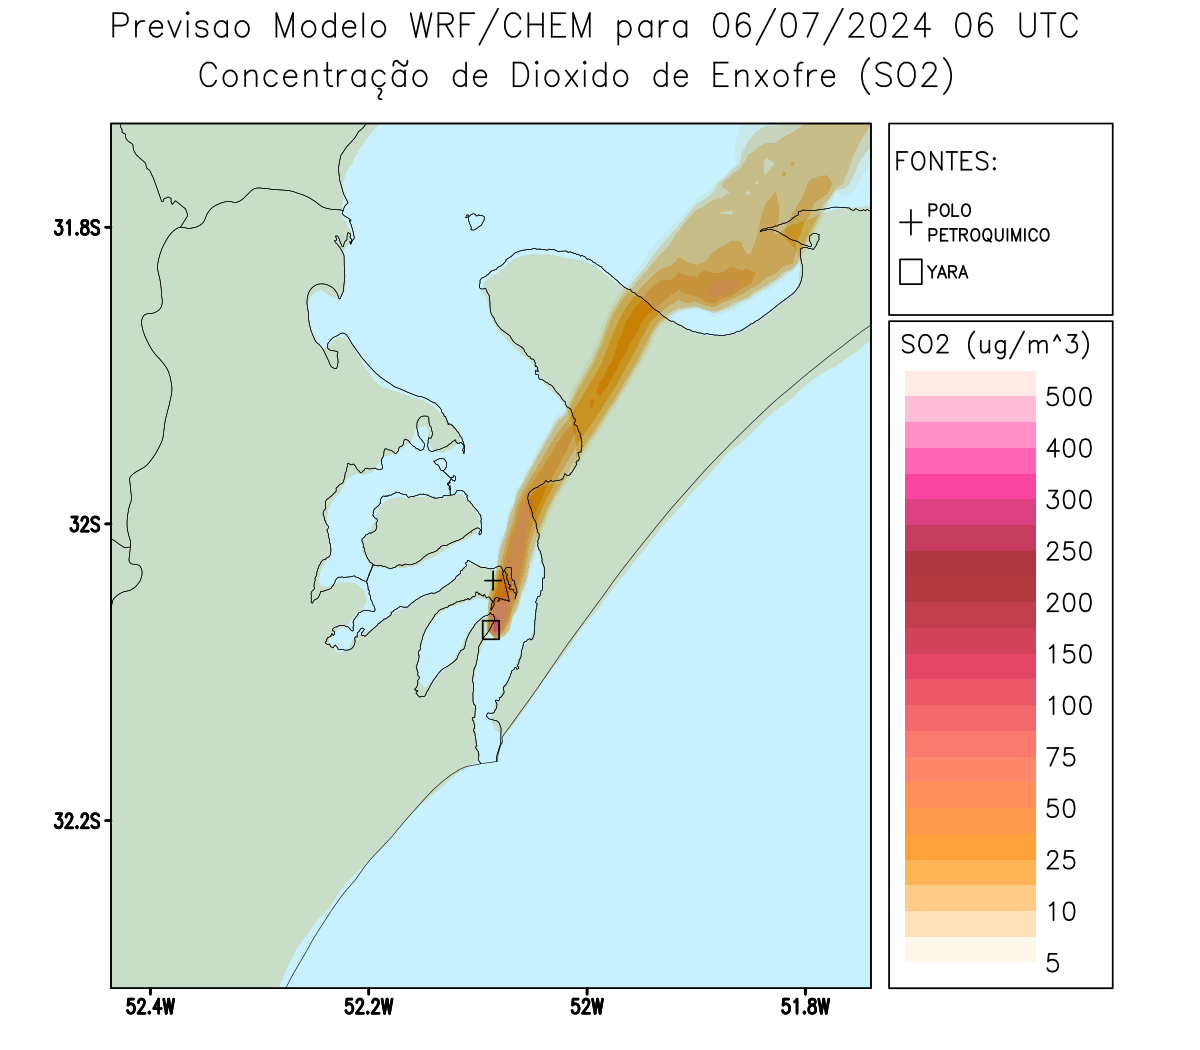 Previsao Modelo WRF/CHEM para 06/07/2024 06 UTC
Concentração de Dioxido de Enxofre (SO2)
FONTES:
POLO
PETROQUIMICO
YARA
31.8S
32S
32.2S
52.4W
52.2W
52W
51.8W
SO2 (ug/m^3)
500
400
300
250
200
150
100
75
50
25
10
5